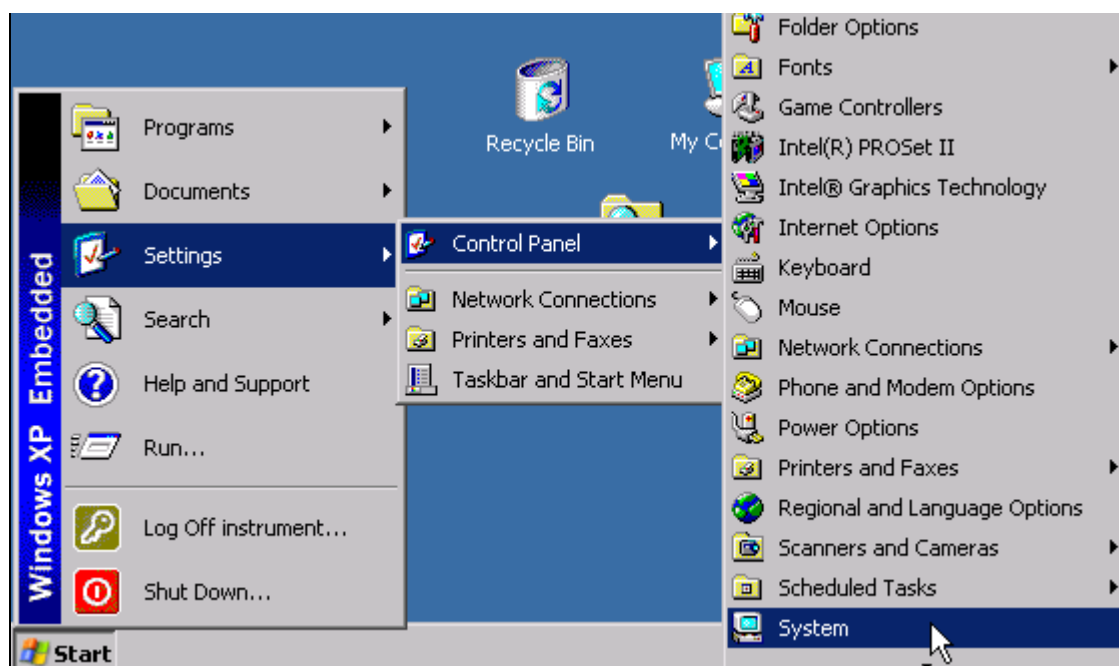 Recycle Bin
My C
Programs
Documents
Settings
Search
Help and Support
Run...
Log Off instrument...
Shut Down...
Windows XP Embedded
Start
Control Panel
Network Connections
Printers and Faxes
Taskbar and Start Menu
Folder Options
Fonts
Game Controllers
Intel(R) PROSet II
Intel® Graphics Technology
Internet Options
Keyboard
Mouse
Network Connections
Phone and Modem Options
Power Options
Printers and Faxes
Regional and Language Options
Scanners and Cameras
Scheduled Tasks
System